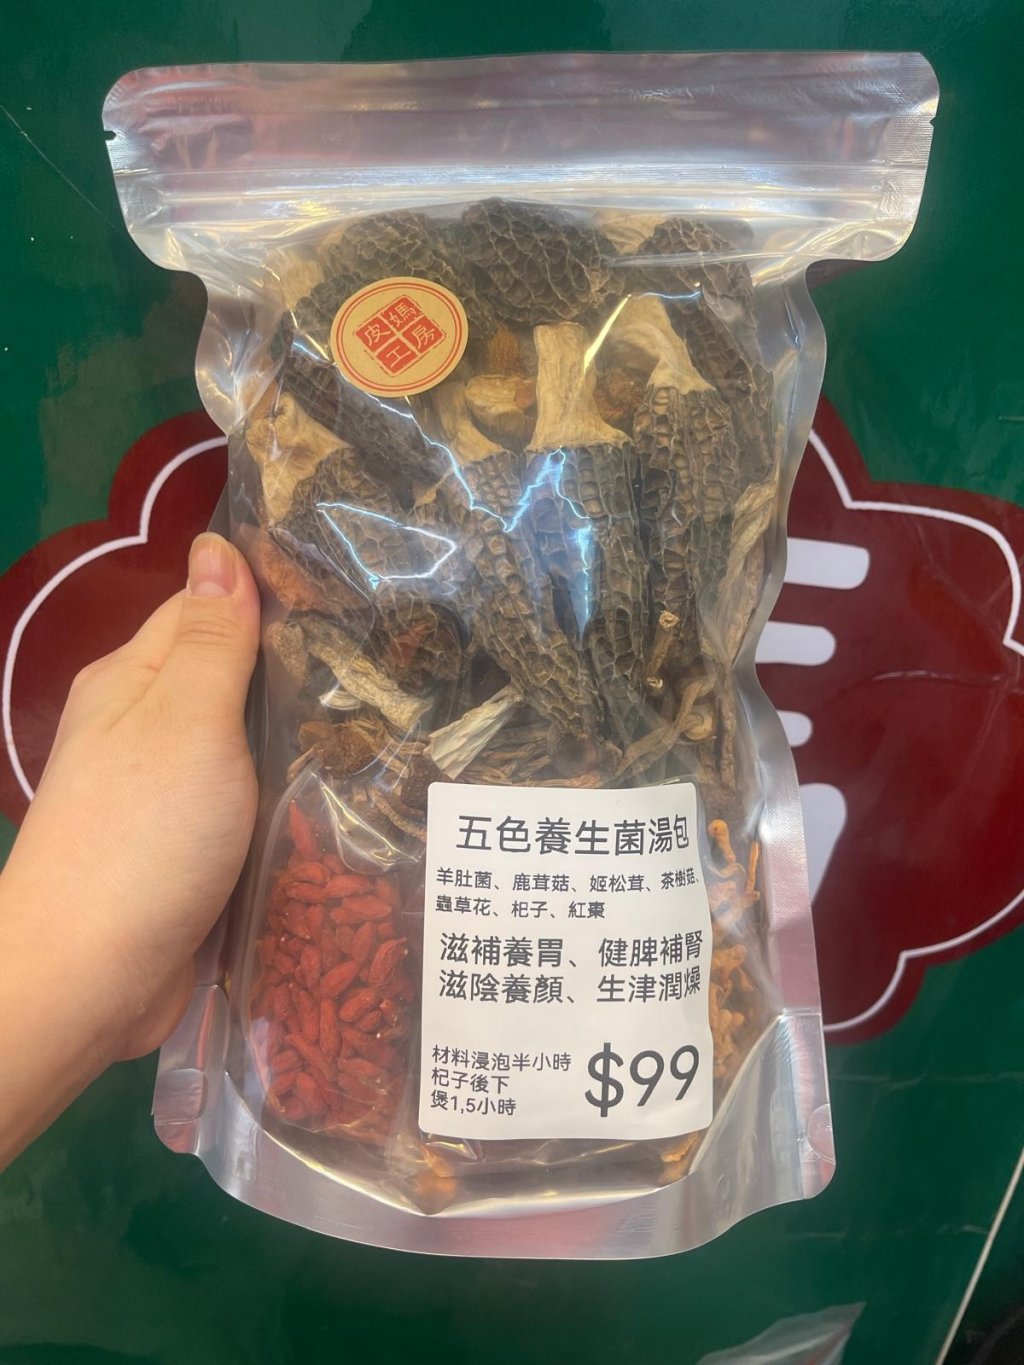 皮媽
工房
五色養生菌湯包
羊肚菌、鹿茸菇、姬松茸、茶樹菇、
蟲草花、杞子、紅棗
滋補養胃、健脾補腎
滋陰養顏、生津潤燥
材料浸泡半小時
杞子後下
煲1,5小時
$99